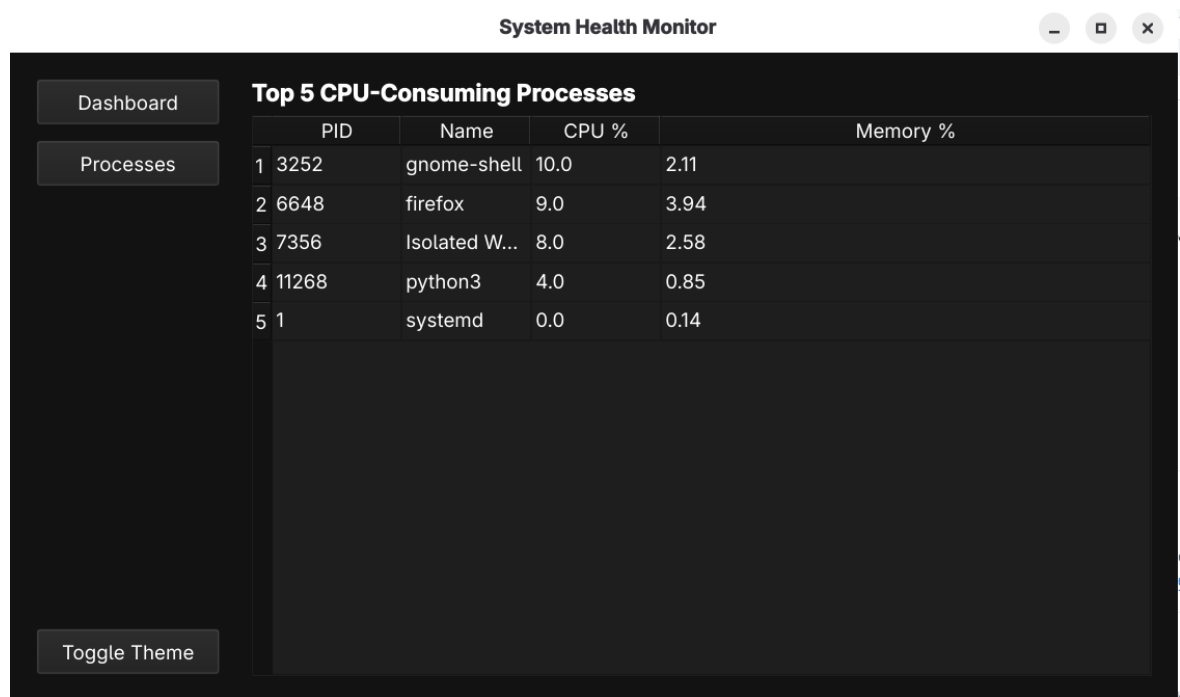 System Health Monitor
Dashboard
Processes
Toggle Theme
Top 5 CPU-Consuming Processes
PID Name CPU % Memory %
1 3252 gnome-shell 10.0 2.11
2 6648 firefox 9.0 3.94
3 7356 Isolated W... 8.0 2.58
4 11268 python3 4.0 0.85
5 1 systemd 0.0 0.14